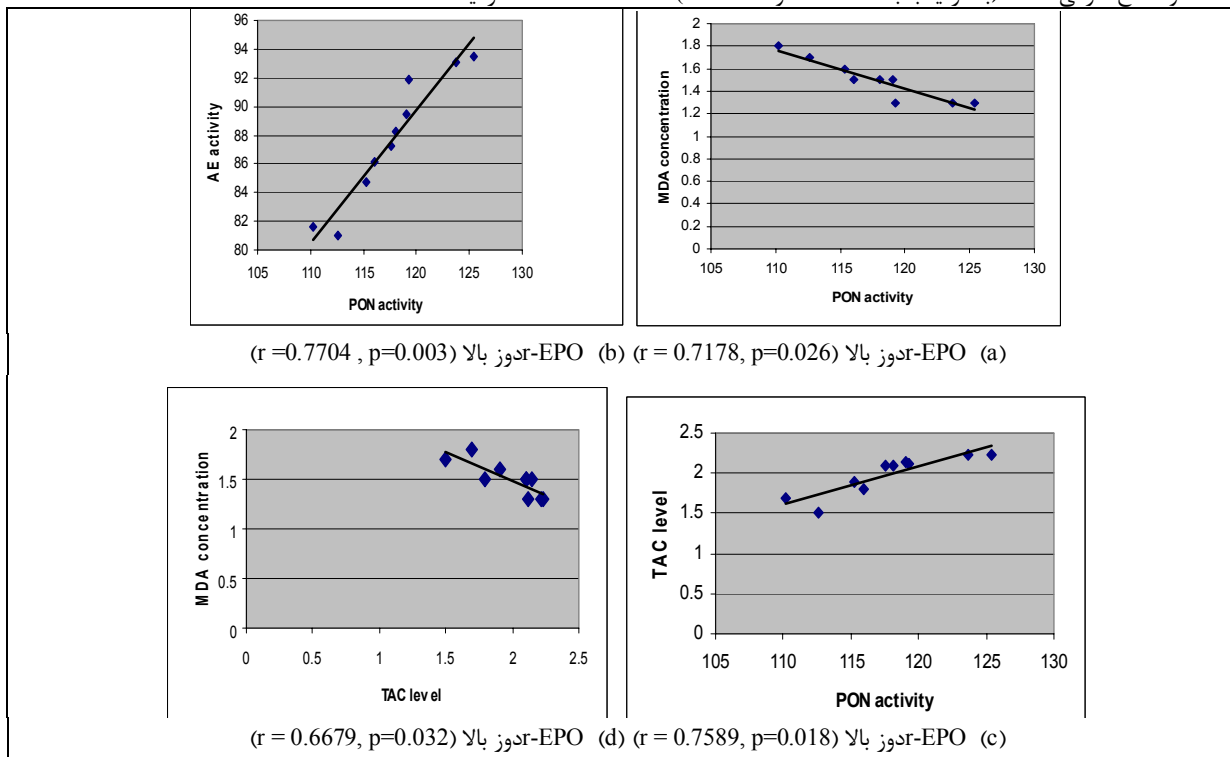 AE activity
96
94
92
90
88
86
84
82
80
105 110 115 120 125 130
PON activity
MDA concentration
2
1.8
1.6
1.4
1.2
1
0.8
0.6
0.4
0.2
0
105 110 115 120 125 130
PON activity
(a) r-EPO دوز بالا (r = 0.7178, p=0.026) (b) r-EPO دوز بالا (r =0.7704 , p=0.003)
MDA concentration
2
1.5
1
0.5
0
0 0.5 1 1.5 2 2.5
TAC level
TAC level
2.5
2
1.5
1
0.5
0
105 110 115 120 125 130
PON activity
(c) r-EPO دوز بالا (r = 0.7589, p=0.018) (d) r-EPO دوز بالا (r = 0.6679, p=0.032)